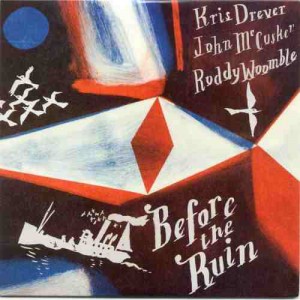 Kris Drever
John McCusker
Roddy Woomble
Before
the
Ruin